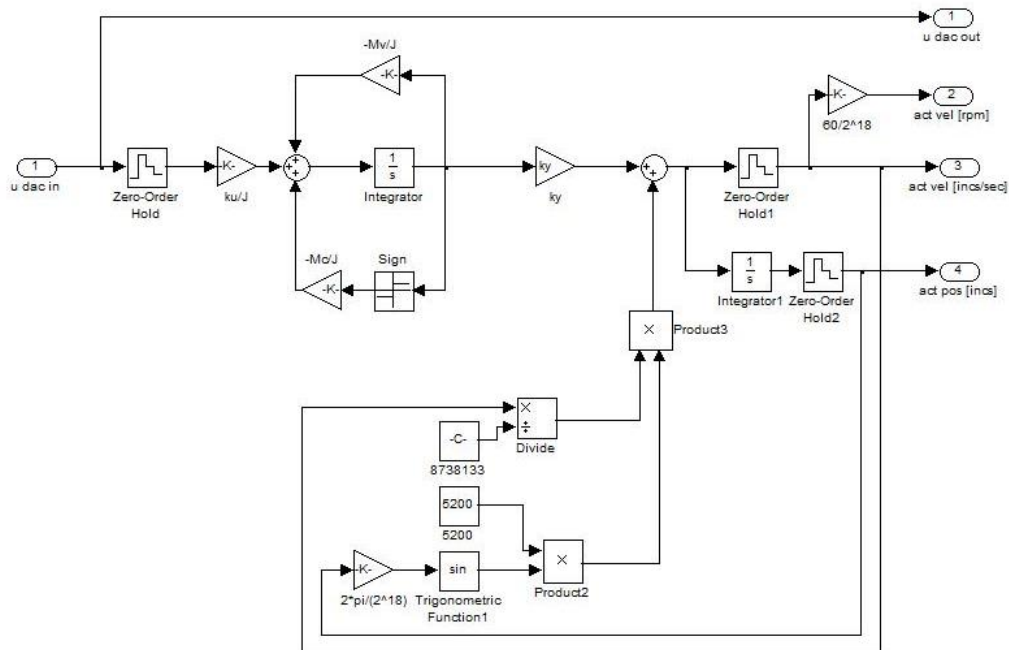 1
u dac out
-Mv/J
-K-
-K-
2
act vel [rpm]
60/2^18
1
u dac in
Zero-Order
Hold
-K-
ku/J
+
+
+
1
s
Integrator
ky
ky
+
+
Zero-Order
Hold1
3
act vel [incs/sec]
-Mc/J
-K-
Sign
1
s
Integrator1
Zero-Order
Hold2
4
act pos [incs]
×
Product3
×
÷
Divide
-C-
8738133
5200
5200
×
Product2
-K-
2*pi/(2^18)
sin
Trigonometric
Function1